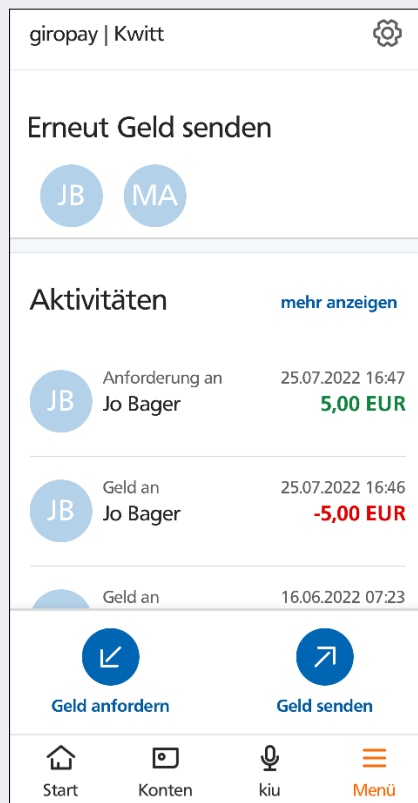 giropay | Kwitt
Erneut Geld senden
JB MA
Aktivitäten mehr anzeigen
Anforderung an 25.07.2022 16:47
JB Jo Bager 5,00 EUR
Geld an 25.07.2022 16:46
JB Jo Bager -5,00 EUR
Geld an 16.06.2022 07:23
Geld anfordern Geld senden
Start Konten kiu Menü